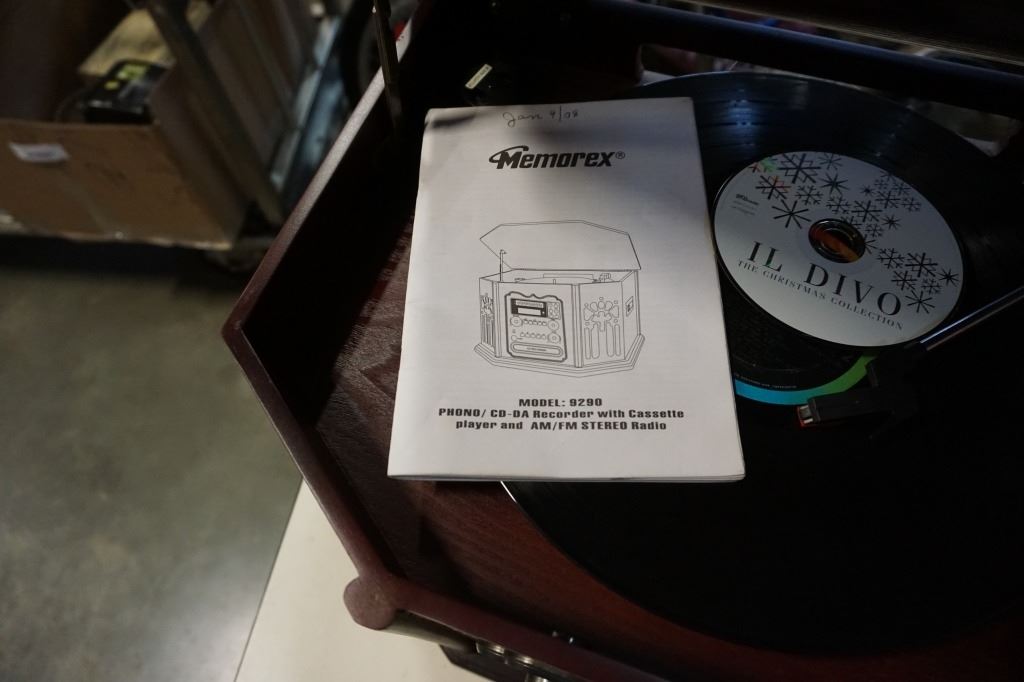 Jan 4/08
Memorex®
MODEL: 9290
PHONO/ CD-DA Recorder with Cassette
player and AM/FM STEREO Radio
IL DIVO
THE CHRISTMAS COLLECTION